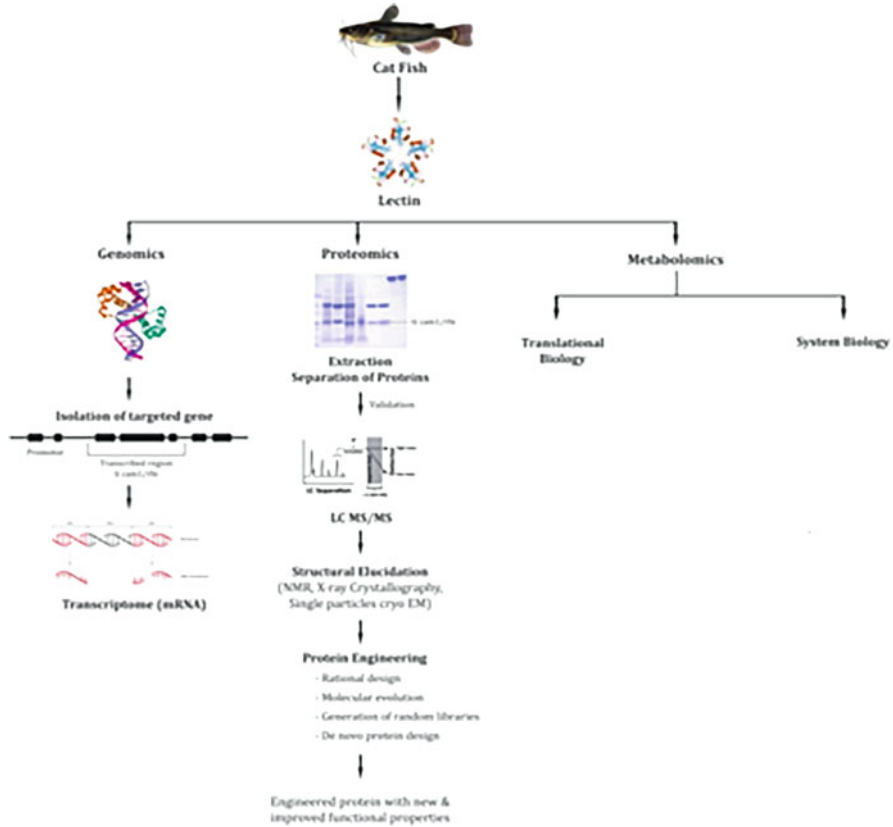 Cat Fish
Lectin
Genomics
Proteomics
Metabolomics
Translational
Biology
System Biology
Extraction
Separation of Proteins
Validation
Isolation of targeted gene
Promotor
Transcribed region
LC Separation
LC MS/MS
Transcriptome (mRNA)
Structural Elucidation
(NMR, X-ray Crystallography,
Single particles cryo EM)
Protein Engineering
- Rational design
- Molecular evolution
- Generation of random libraries
- De novo protein design
Engineered protein with new &
improved functional properties